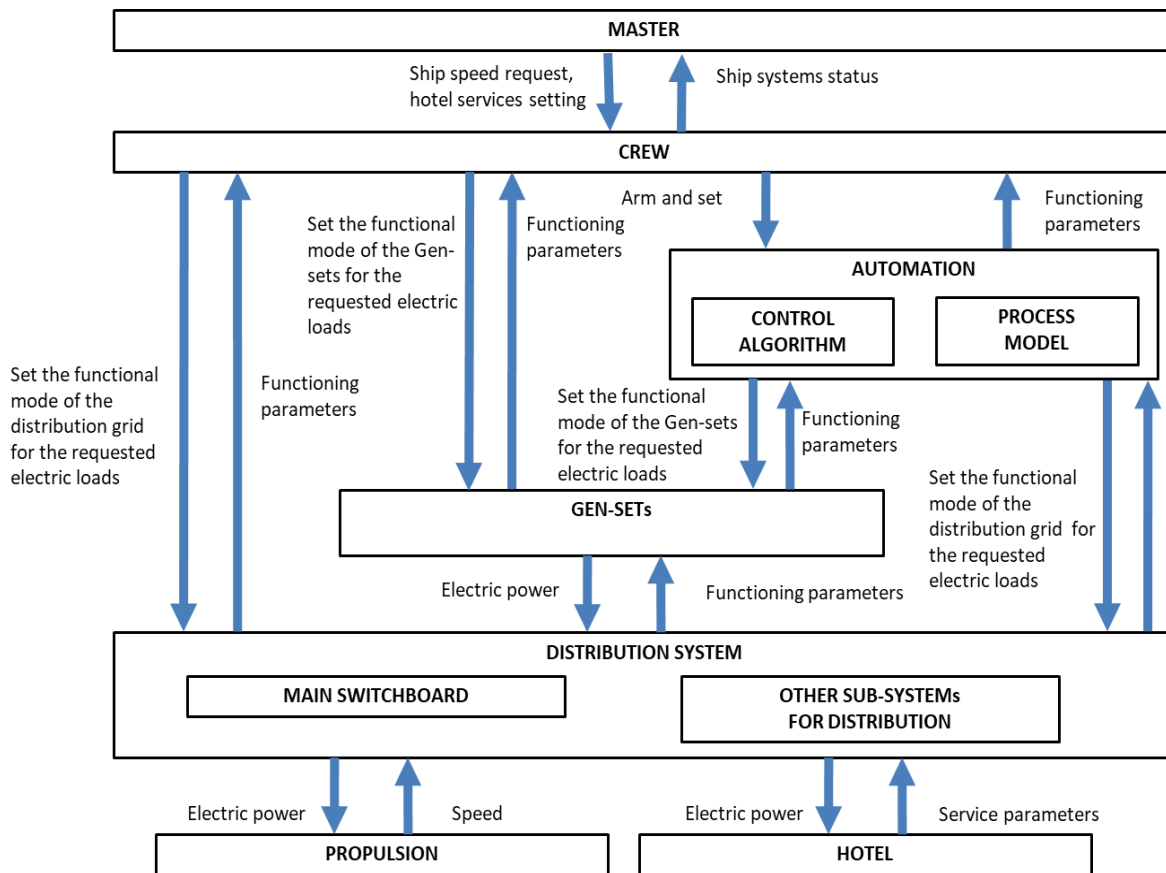 MASTER
Ship speed request,
hotel services setting
Ship systems status
CREW
Arm and set
Functioning
parameters
Set the functional
mode of the Gen-
sets for the
requested electric
loads
Functioning
parameters
AUTOMATION
CONTROL
ALGORITHM
PROCESS
MODEL
Set the functional
mode of the
distribution grid
for the requested
electric loads
Functioning
parameters
Set the functional
mode of the Gen-sets
for the requested
electric loads
Functioning
parameters
Set the functional
mode of the
distribution grid for
the requested
electric loads
GEN-SETs
Electric power
Functioning parameters
DISTRIBUTION SYSTEM
MAIN SWITCHBOARD
OTHER SUB-SYSTEMs
FOR DISTRIBUTION
Electric power
Speed
Electric power
Service parameters
PROPULSION
HOTEL